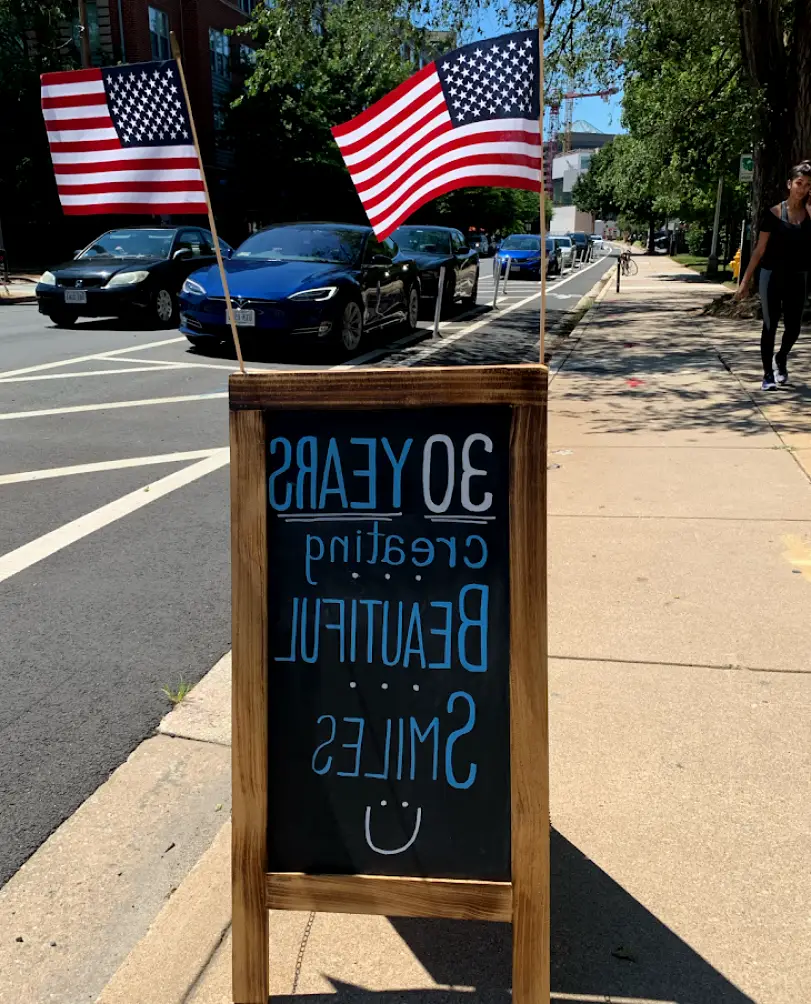 30 YEARS
creating
BEAUTIFUL
SMILES